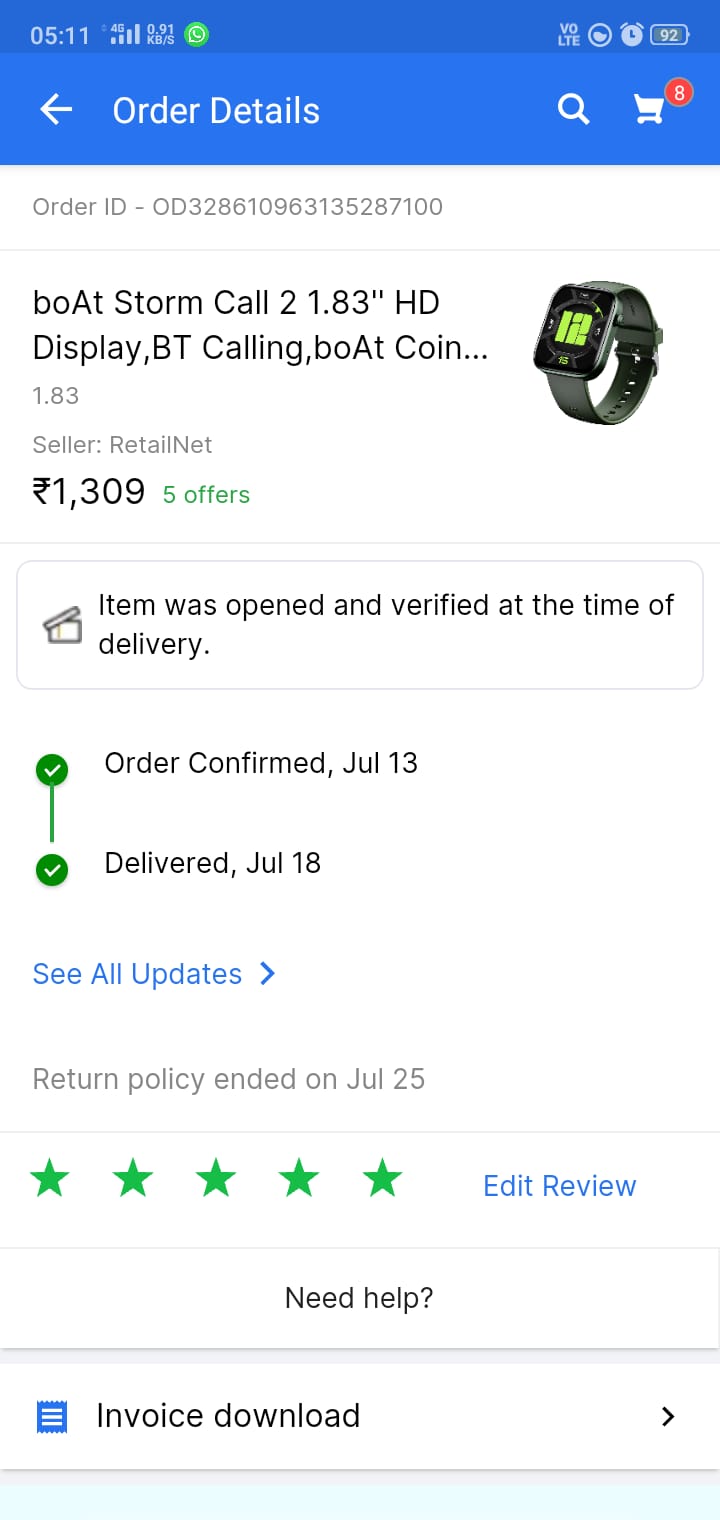 05:11 4G 0.91 KB/S VO LTE 92
Order Details 8
Order ID - OD328610963135287100
boAt Storm Call 2 1.83" HD
Display,BT Calling,boAt Coin...
1.83
Seller: RetailNet
₹1,309 5 offers
12
15
Item was opened and verified at the time of
delivery.
Order Confirmed, Jul 13
Delivered, Jul 18
See All Updates
Return policy ended on Jul 25
Edit Review
Need help?
Invoice download